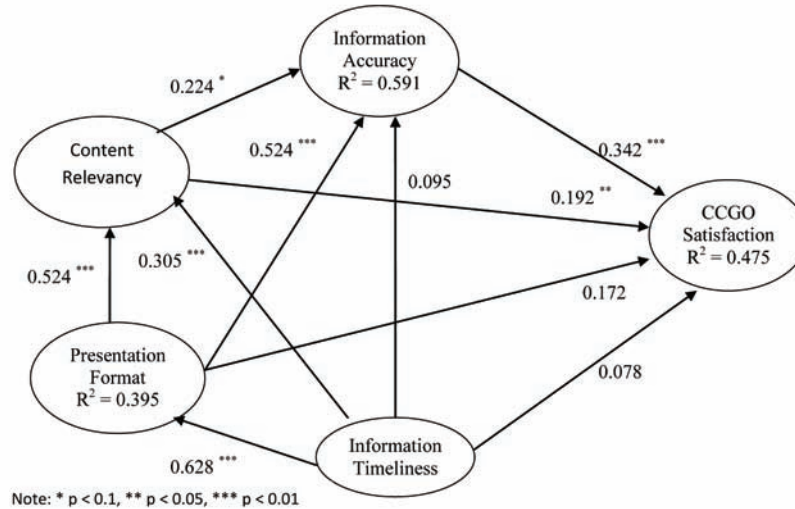 Information
Accuracy
R² = 0.591
0.224 *
Content
Relevancy
0.524 ***
0.342 ***
0.095
0.192 **
CCGO
Satisfaction
R² = 0.475
0.305 ***
0.524 ***
0.172
Presentation
Format
R² = 0.395
0.078
Information
Timeliness
0.628 ***
Note: * p < 0.1, ** p < 0.05, *** p < 0.01